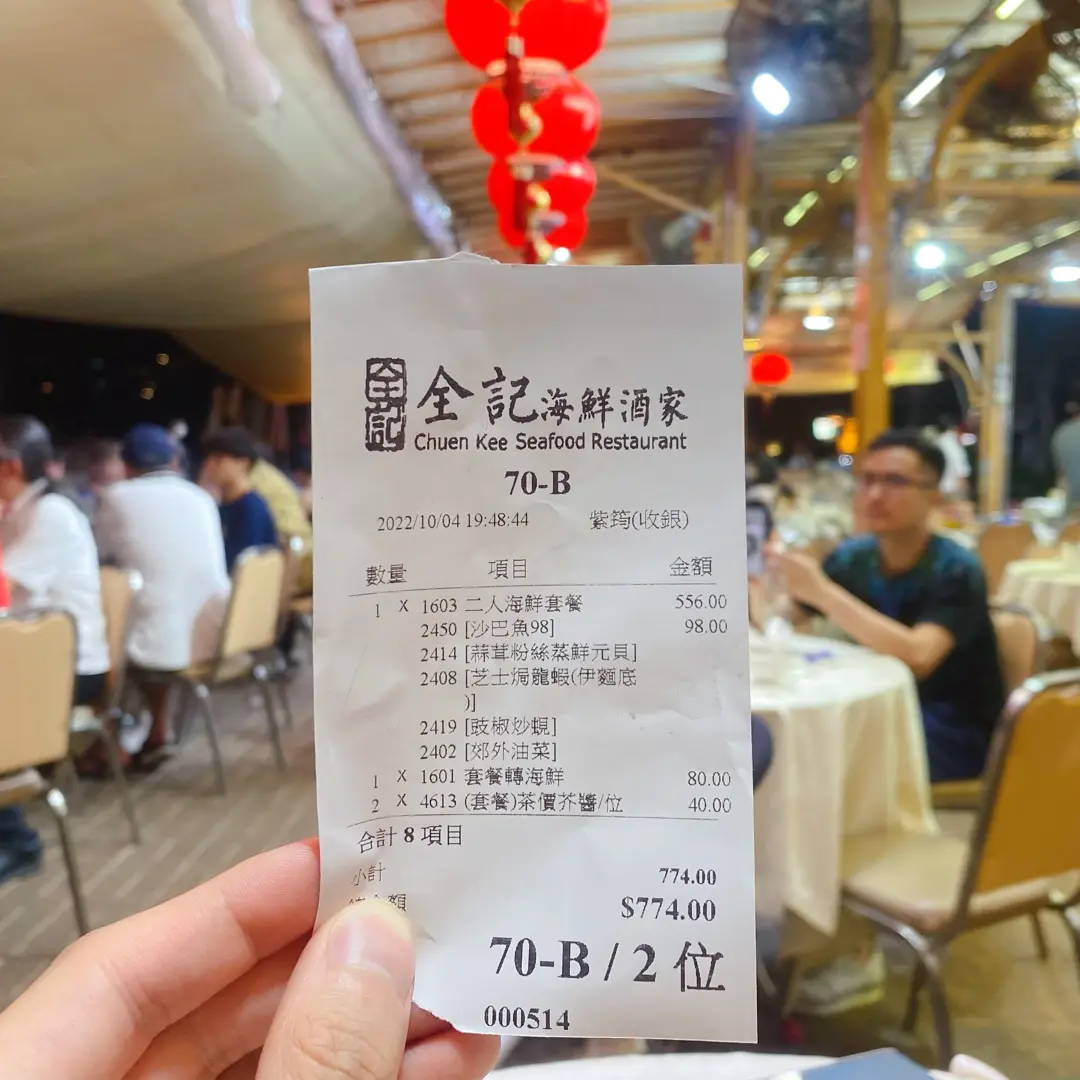 全記
全記海鮮酒家
Chuen Kee Seafood Restaurant
70-B
2022/10/04 19:48:44 紫筠(收銀)
數量 項目 金額
1 X 1603 二人海鮮套餐 556.00
2450 [沙巴魚98] 98.00
2414 [蒜茸粉絲蒸鮮元貝]
2408 [芝士焗龍蝦(伊麵底
)]
2419 [豉椒炒蜆]
2402 [郊外油菜]
1 X 1601 套餐轉海鮮 80.00
2 X 4613 (套餐)茶價芥醬/位 40.00
合計 8 項目
小計 774.00
額 $774.00
70-B / 2 位
000514